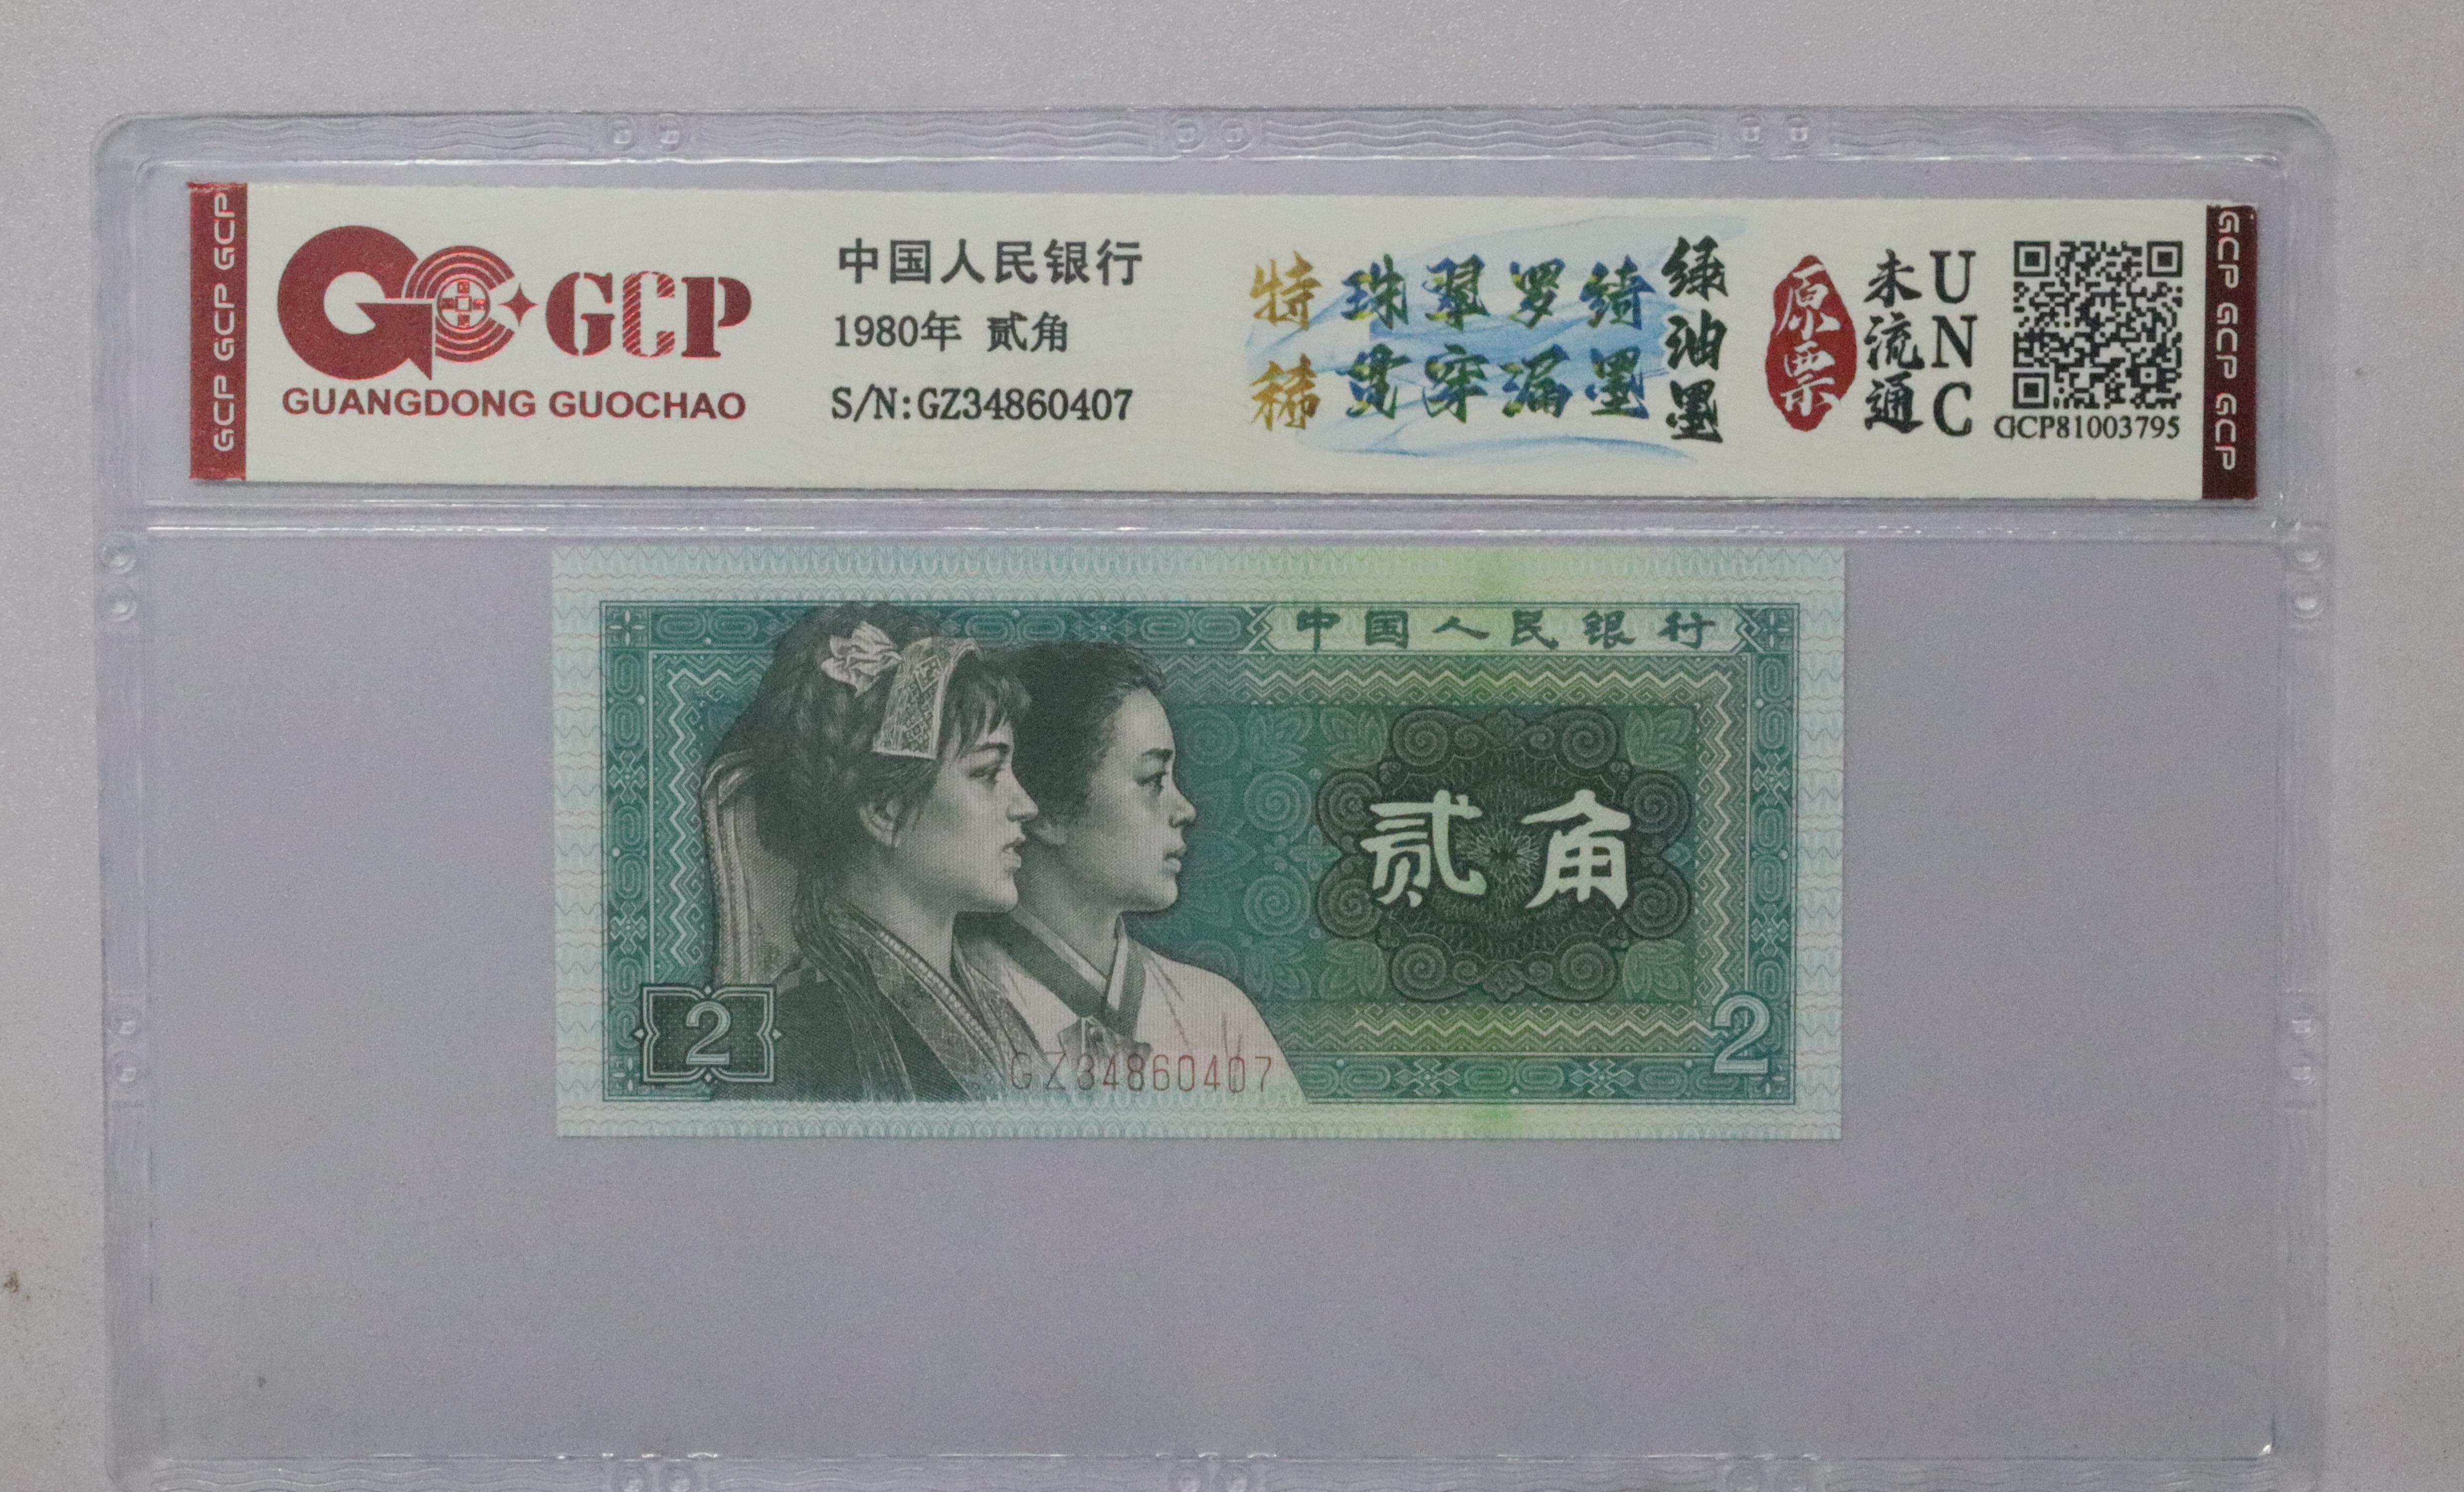 GCP GCP GCP
GCP
GUANGDONG GUOCHAO
中国人民银行
1980年 贰角
S/N:GZ34860407
特稀
珠翠罗绮
贯穿漏墨
绿油墨
原票
未流通
UNC
GCP81003795
GCP GCP GCP
中国人民银行
贰角
2
GZ34860407
2